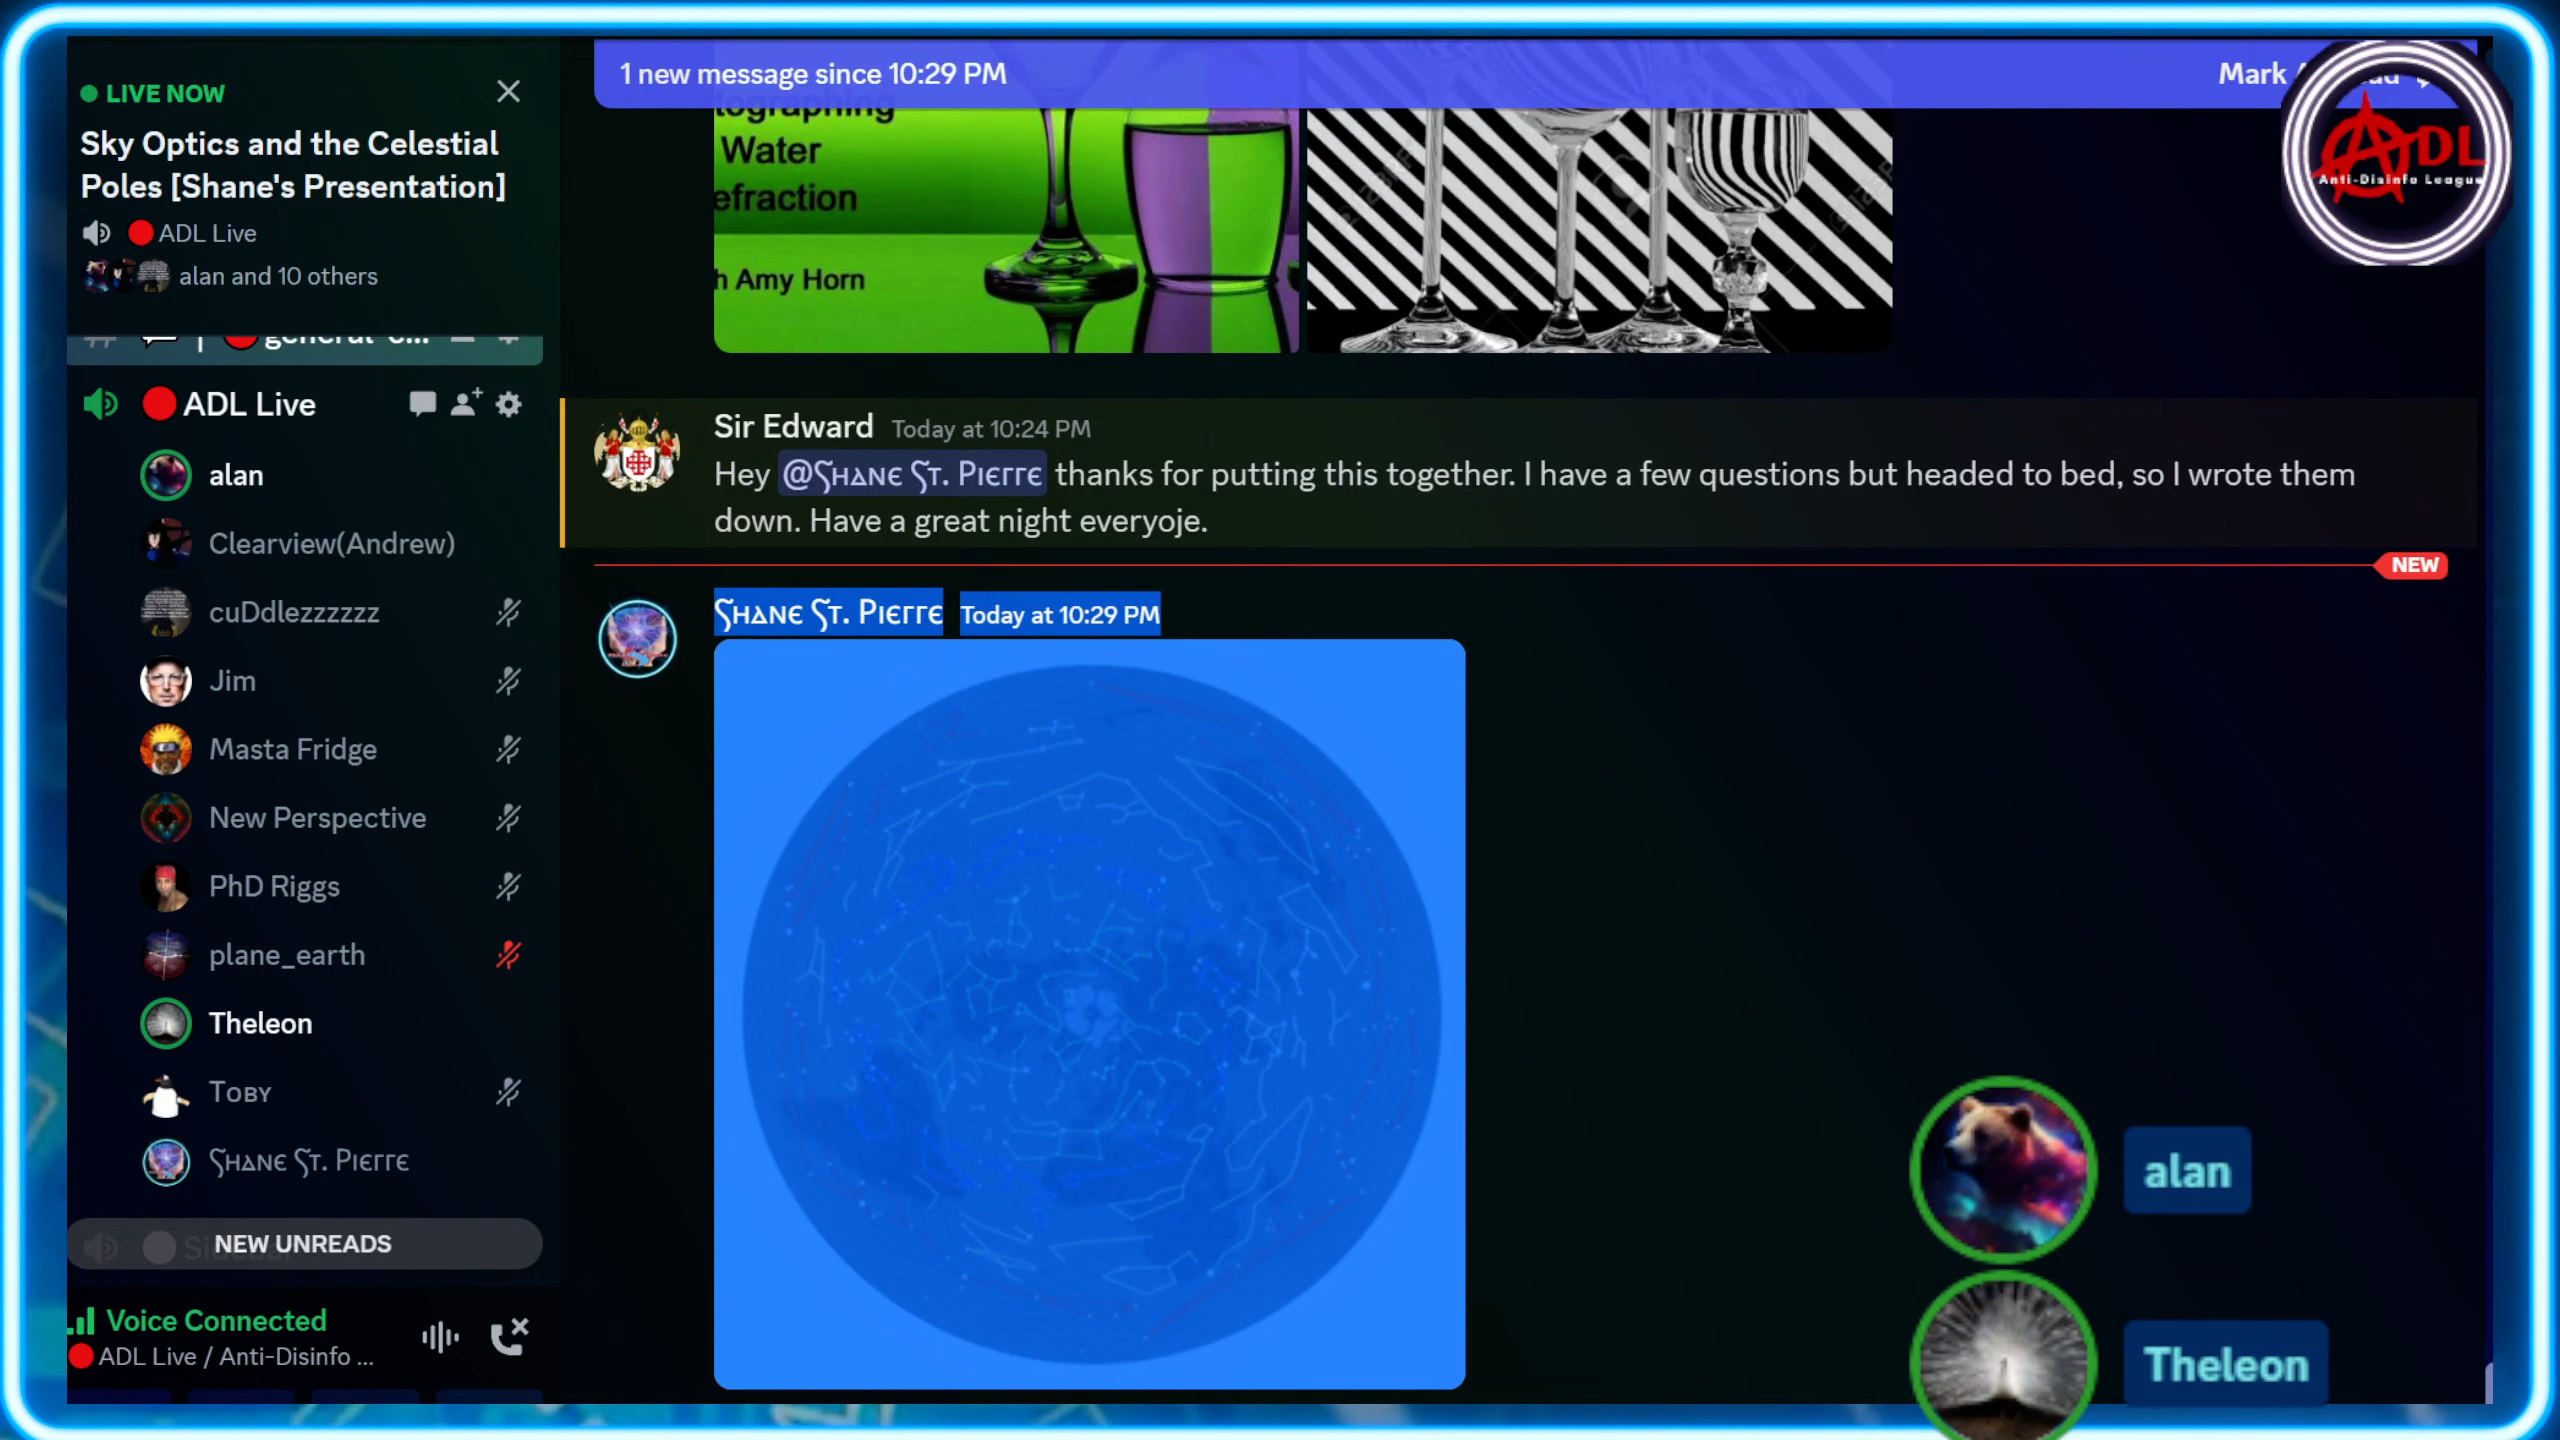 LIVE NOW
Sky Optics and the Celestial
Poles [Shane's Presentation]
ADL Live
alan and 10 others
ADL Live
alan
Clearview(Andrew)
cuDdlezzzzzz
Jim
Masta Fridge
New Perspective
PhD Riggs
plane_earth
Theleon
Toby
Shane St. Pierre
NEW UNREADS
Voice Connected
ADL Live / Anti-Disinfo ...
1 new message since 10:29 PM
Mark
Water
h Amy Horn
Sir Edward Today at 10:24 PM
Hey @Shane St. Pierre thanks for putting this together. I have a few questions but headed to bed, so I wrote them
down. Have a great night everyoje.
NEW
Shane St. Pierre Today at 10:29 PM
ADL
Anti-Disinfo League
alan
Theleon